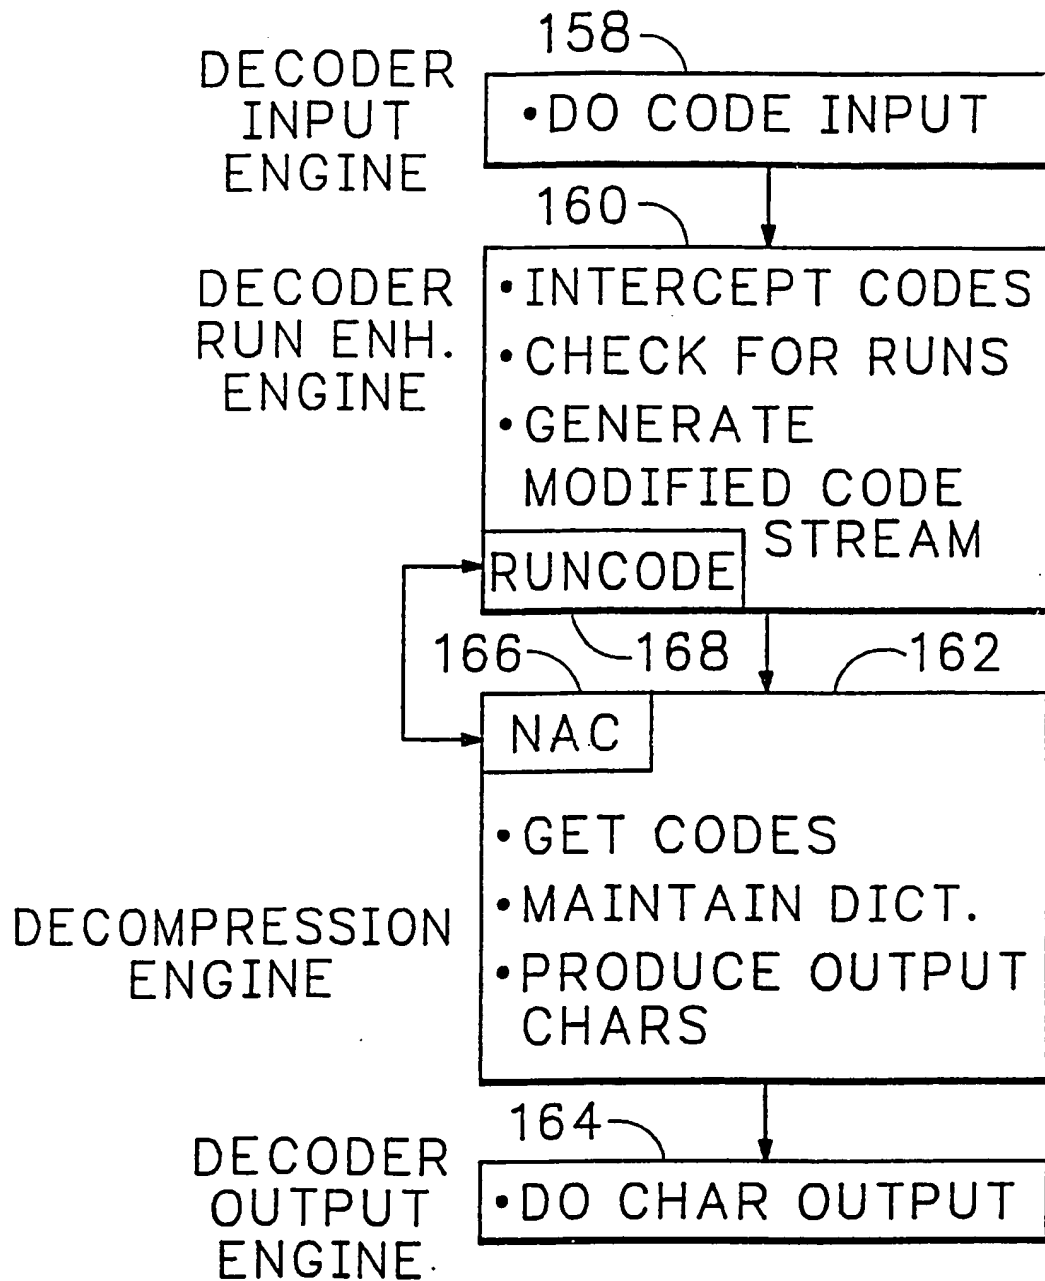 158
DECODER
INPUT
ENGINE
•DO CODE INPUT
160
DECODER
RUN ENH.
ENGINE
•INTERCEPT CODES
•CHECK FOR RUNS
•GENERATE
MODIFIED CODE
STREAM
RUNCODE
166
168
162
NAC
•GET CODES
•MAINTAIN DICT.
•PRODUCE OUTPUT
CHARS
DECOMPRESSION
ENGINE
164
DECODER
OUTPUT
ENGINE
•DO CHAR OUTPUT